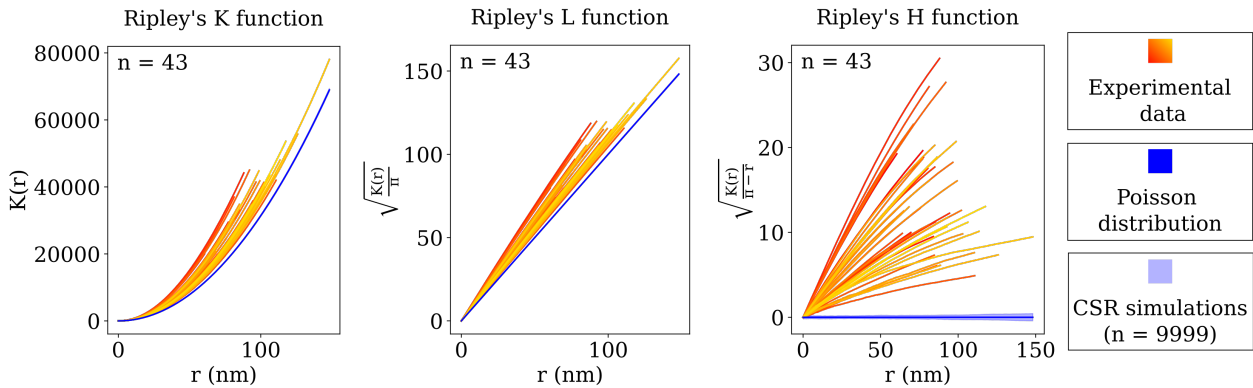 Ripley's K function
n = 43
K(r)
80000
60000
40000
20000
0
0
100
r (nm)
Ripley's L function
n = 43
√(K(r)/π)
150
100
50
0
0
100
r (nm)
Ripley's H function
n = 43
√(K(r)/(π − r))
30
20
10
0
0
50
100
150
r (nm)
Experimental
data
Poisson
distribution
CSR simulations
(n = 9999)